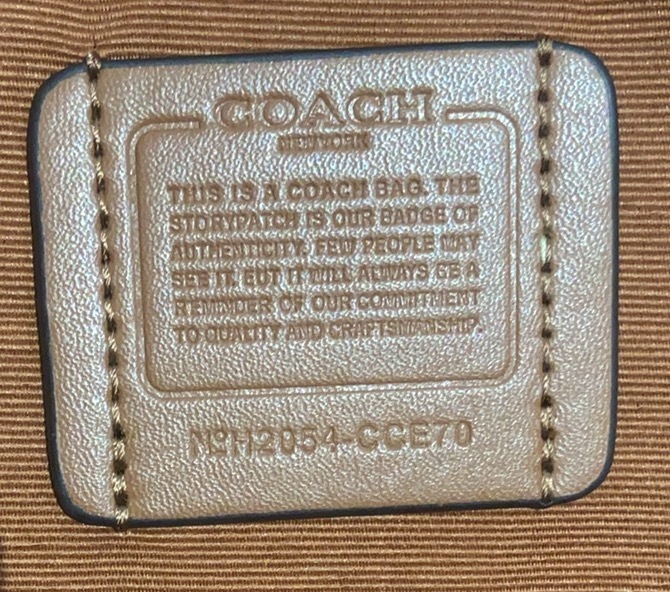 COACH
NEW YORK
THIS IS A COACH BAG. THE
STORYPATCH IS OUR BADGE OF
AUTHENTICITY. FEW PEOPLE MAY
SEE IT. BUT IT WILL ALWAYS BE A
REMINDER OF OUR COMMITMENT
TO QUALITY AND CRAFTSMANSHIP.
NºH2054-CCE70